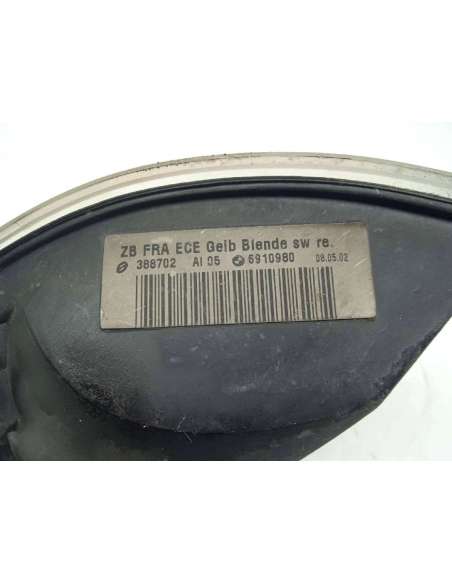 ZB FRA ECE Gelb Blende sw re.
388702 AI 05 6910980 08.05.02